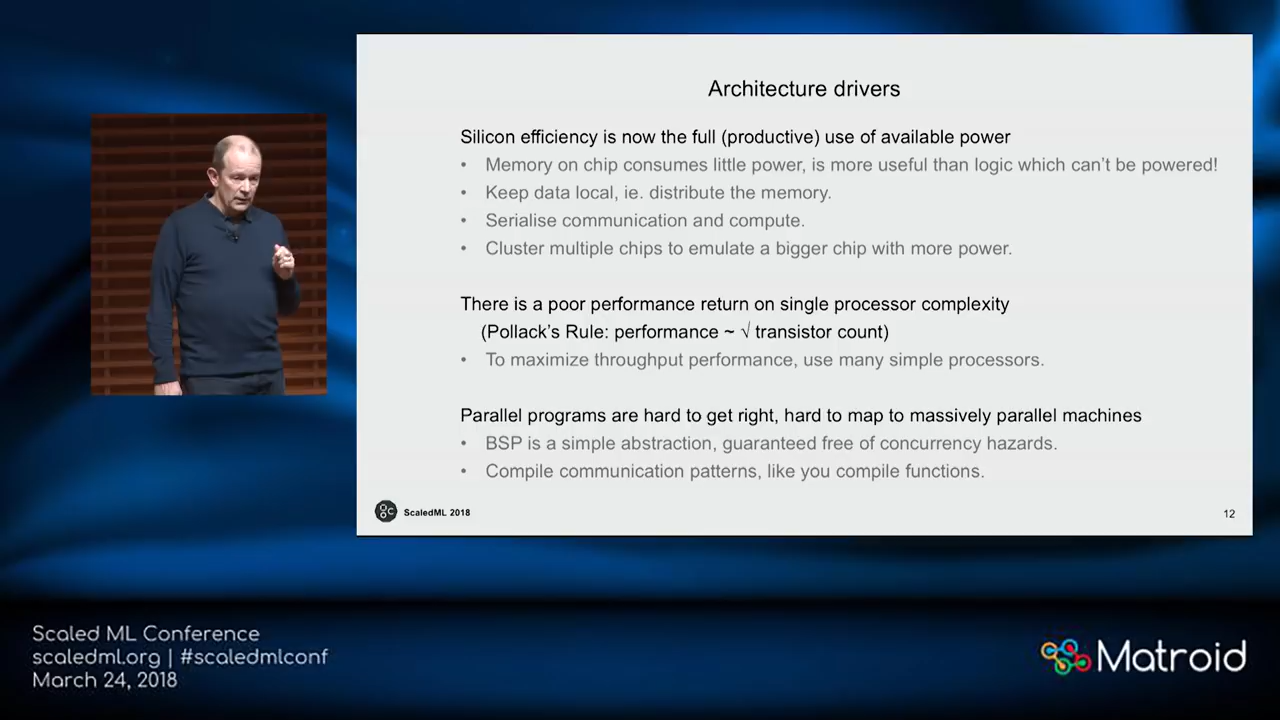 Architecture drivers
Silicon efficiency is now the full (productive) use of available power
• Memory on chip consumes little power, is more useful than logic which can't be powered!
• Keep data local, ie. distribute the memory.
• Serialise communication and compute.
• Cluster multiple chips to emulate a bigger chip with more power.
There is a poor performance return on single processor complexity
(Pollack's Rule: performance ~ √ transistor count)
• To maximize throughput performance, use many simple processors.
Parallel programs are hard to get right, hard to map to massively parallel machines
• BSP is a simple abstraction, guaranteed free of concurrency hazards.
• Compile communication patterns, like you compile functions.
ScaledML 2018
12
Scaled ML Conference
scaledml.org | #scaledmlconf
March 24, 2018
Matroid